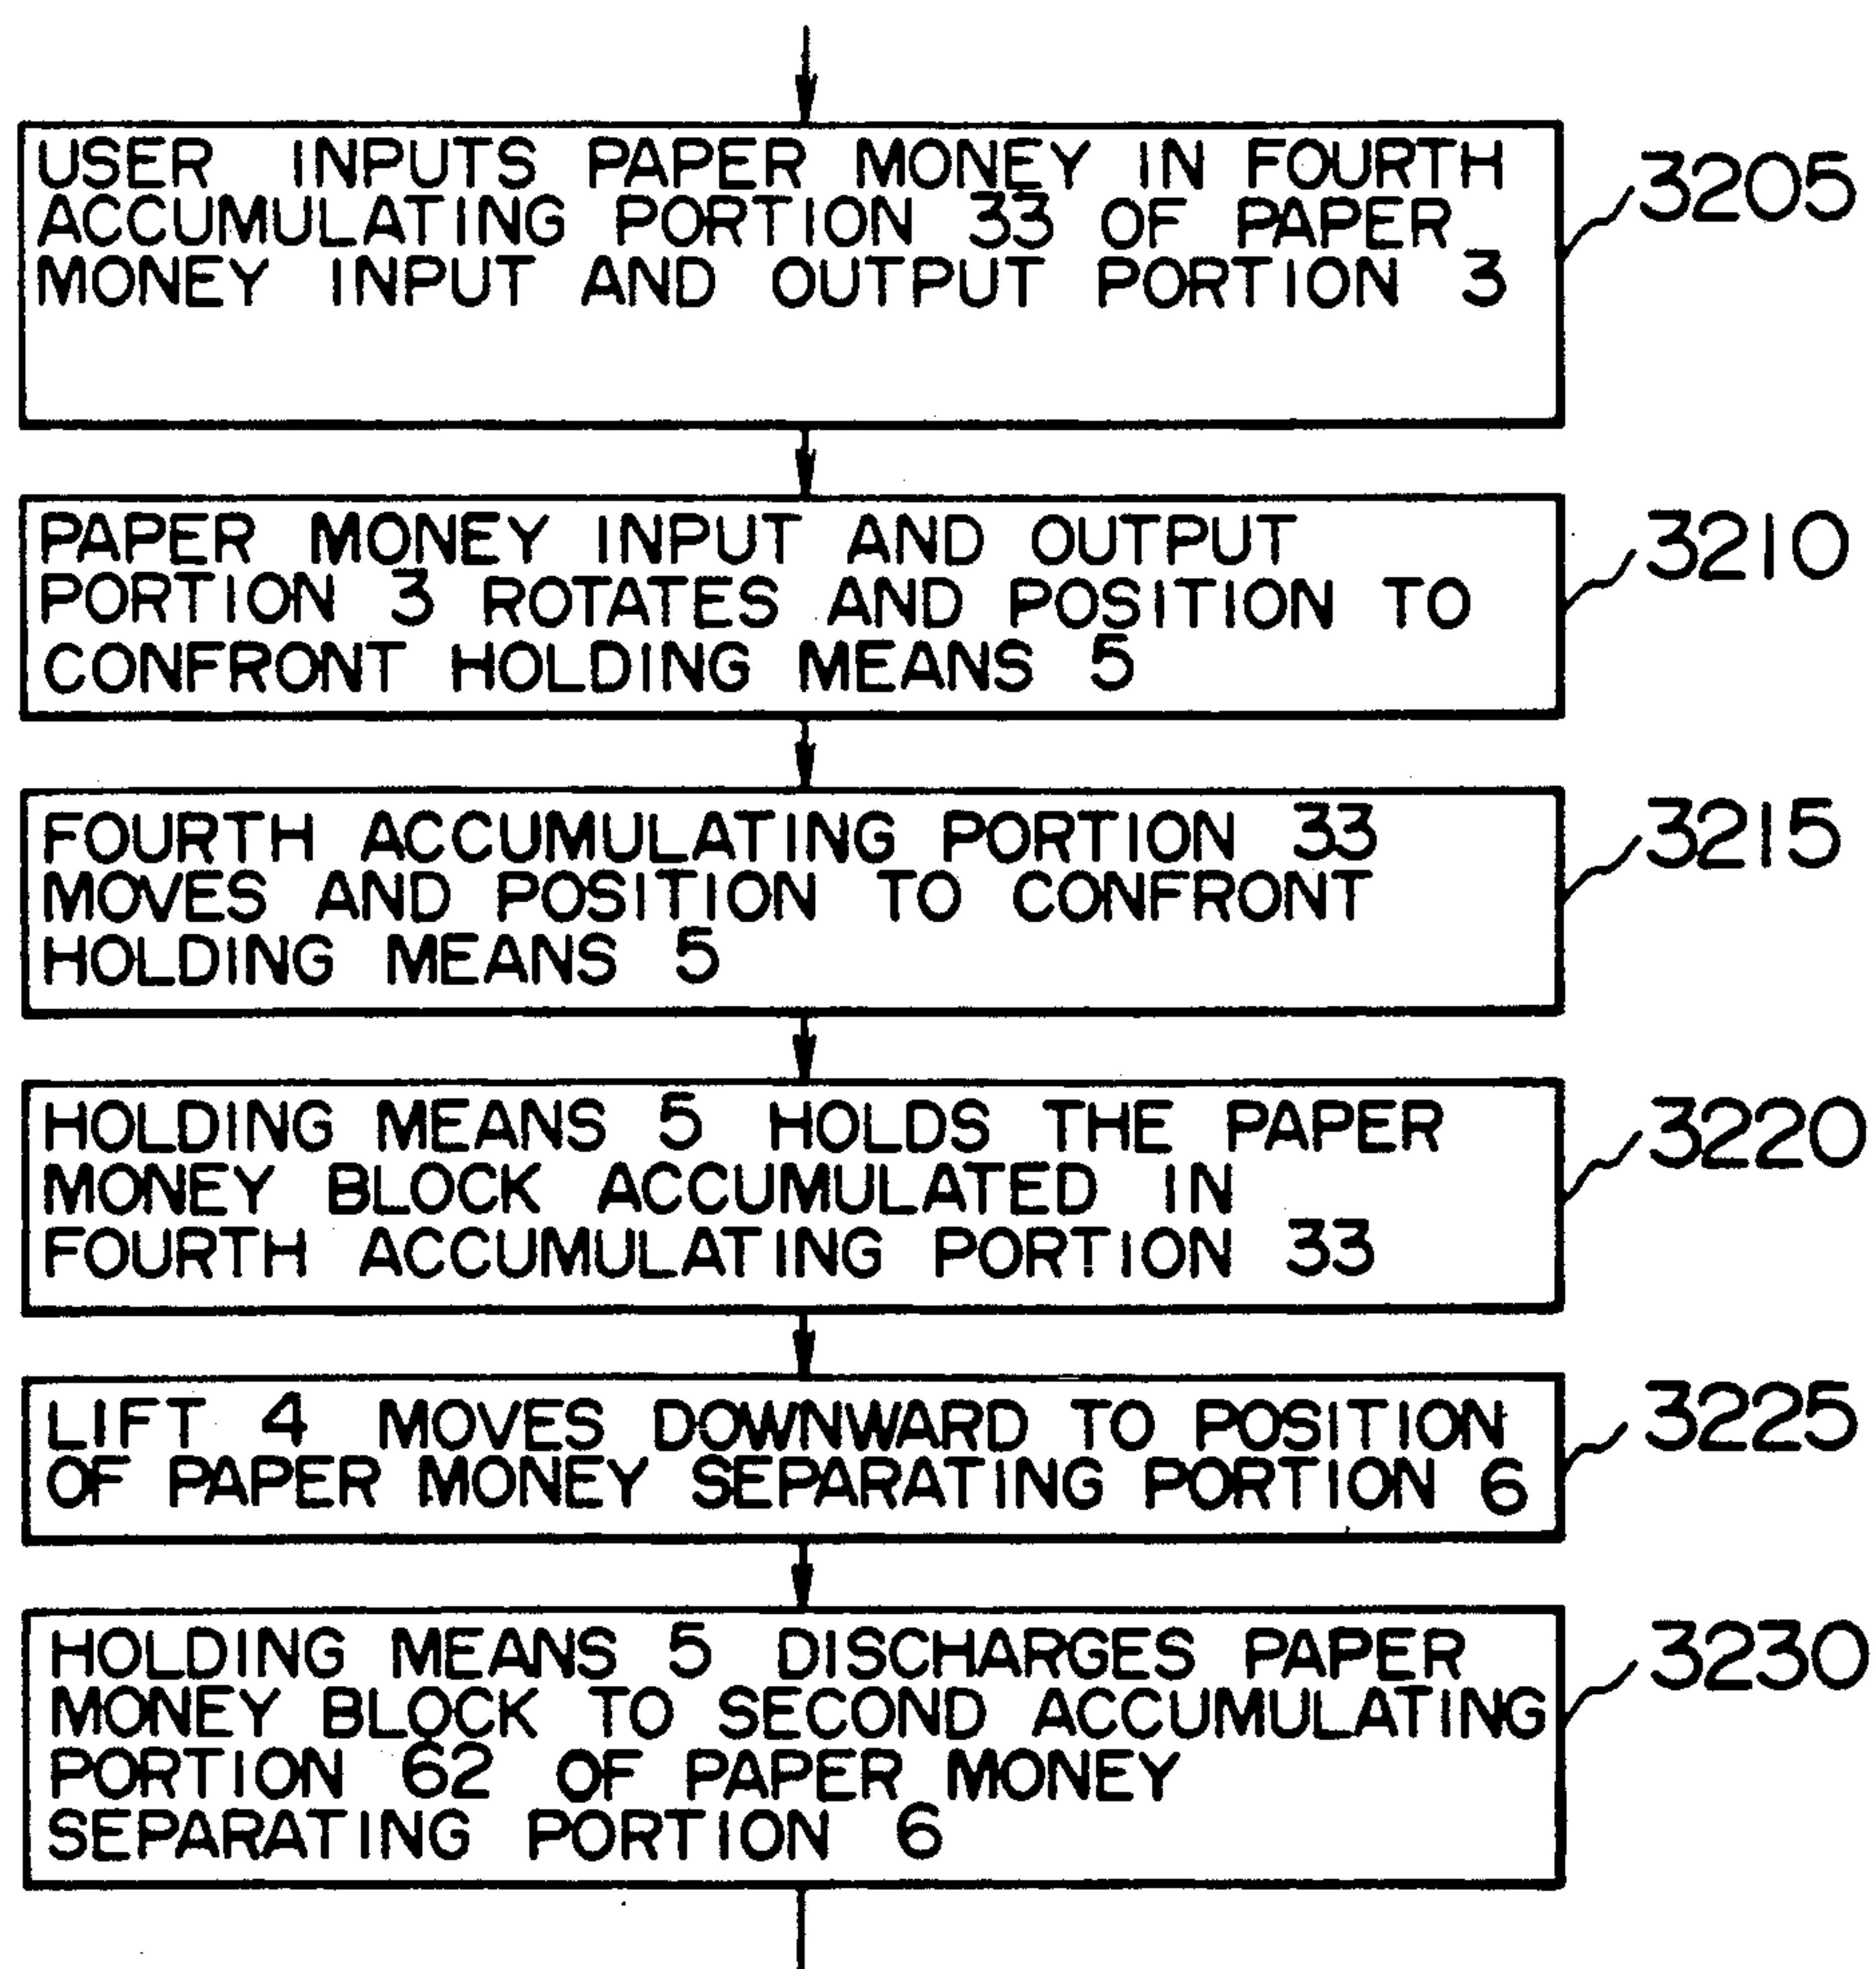 USER INPUTS PAPER MONEY IN FOURTH
ACCUMULATING PORTION 33 OF PAPER
MONEY INPUT AND OUTPUT PORTION 3
3205
PAPER MONEY INPUT AND OUTPUT
PORTION 3 ROTATES AND POSITION TO
CONFRONT HOLDING MEANS 5
3210
FOURTH ACCUMULATING PORTION 33
MOVES AND POSITION TO CONFRONT
HOLDING MEANS 5
3215
HOLDING MEANS 5 HOLDS THE PAPER
MONEY BLOCK ACCUMULATED IN
FOURTH ACCUMULATING PORTION 33
3220
LIFT 4 MOVES DOWNWARD TO POSITION
OF PAPER MONEY SEPARATING PORTION 6
3225
HOLDING MEANS 5 DISCHARGES PAPER
MONEY BLOCK TO SECOND ACCUMULATING
PORTION 62 OF PAPER MONEY
SEPARATING PORTION 6
3230